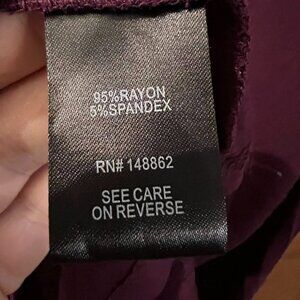 95%RAYON
5%SPANDEX
RN# 148862
SEE CARE
ON REVERSE